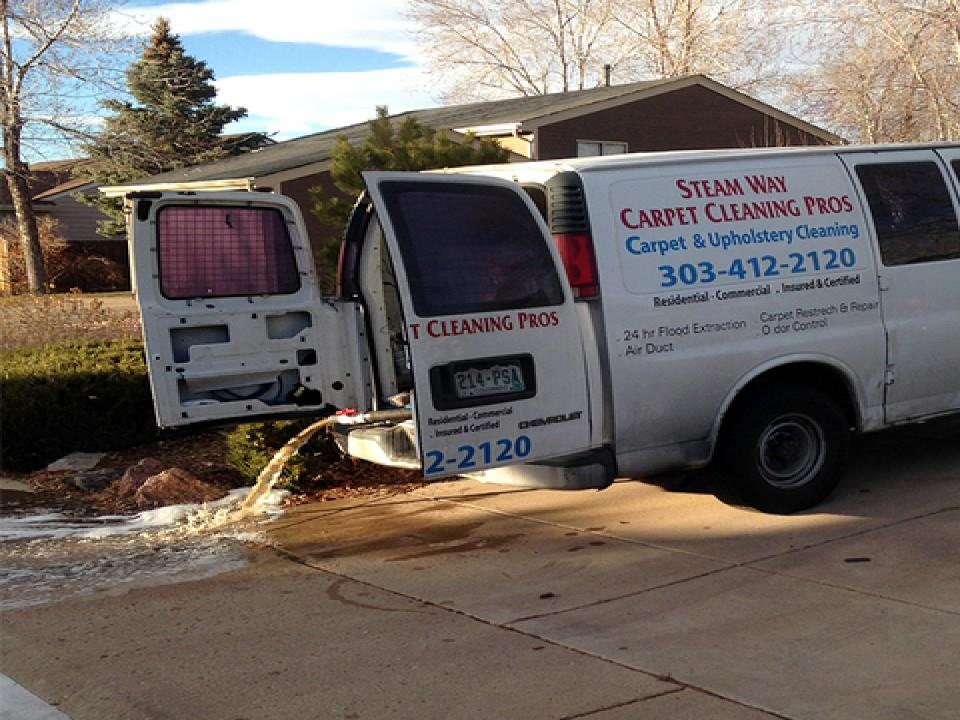 STEAM WAY
CARPET CLEANING PROS
Carpet & Upholstery Cleaning
303-412-2120
Residential - Commercial . Insured & Certified
. 24 hr Flood Extraction
. Air Duct
Carpet Restrech & Repair
Odor Control
T CLEANING PROS
214-PSA
Residential - Commercial
. Insured & Certified
CHEVROLET
2-2120